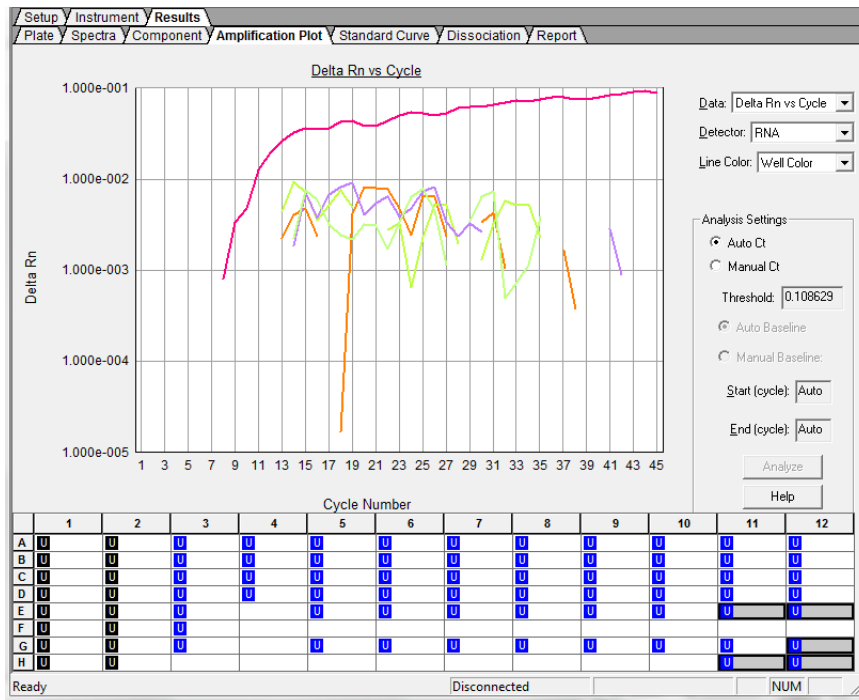 Setup Instrument Results
Plate Spectra Component Amplification Plot Standard Curve Dissociation Report
Delta Rn vs Cycle
1.000e-001
1.000e-002
1.000e-003
1.000e-004
1.000e-005
Delta Rn
1 3 5 7 9 11 13 15 17 19 21 23 25 27 29 31 33 35 37 39 41 43 45
Cycle Number
Data: Delta Rn vs Cycle
Detector: RNA
Line Color: Well Color
Analysis Settings
Auto Ct
Manual Ct
Threshold: 0.108629
Auto Baseline
Manual Baseline:
Start (cycle): Auto
End (cycle): Auto
Analyze
Help
1 2 3 4 5 6 7 8 9 10 11 12
A U U U U U U U U U U U U
B U U U U U U U U U U U U
C U U U U U U U U U U U U
D U U U U U U U U U U U U
E U U U U U U U U U U U
F U U U
G U U U U U U U U U U U
H U U U U
Ready Disconnected NUM